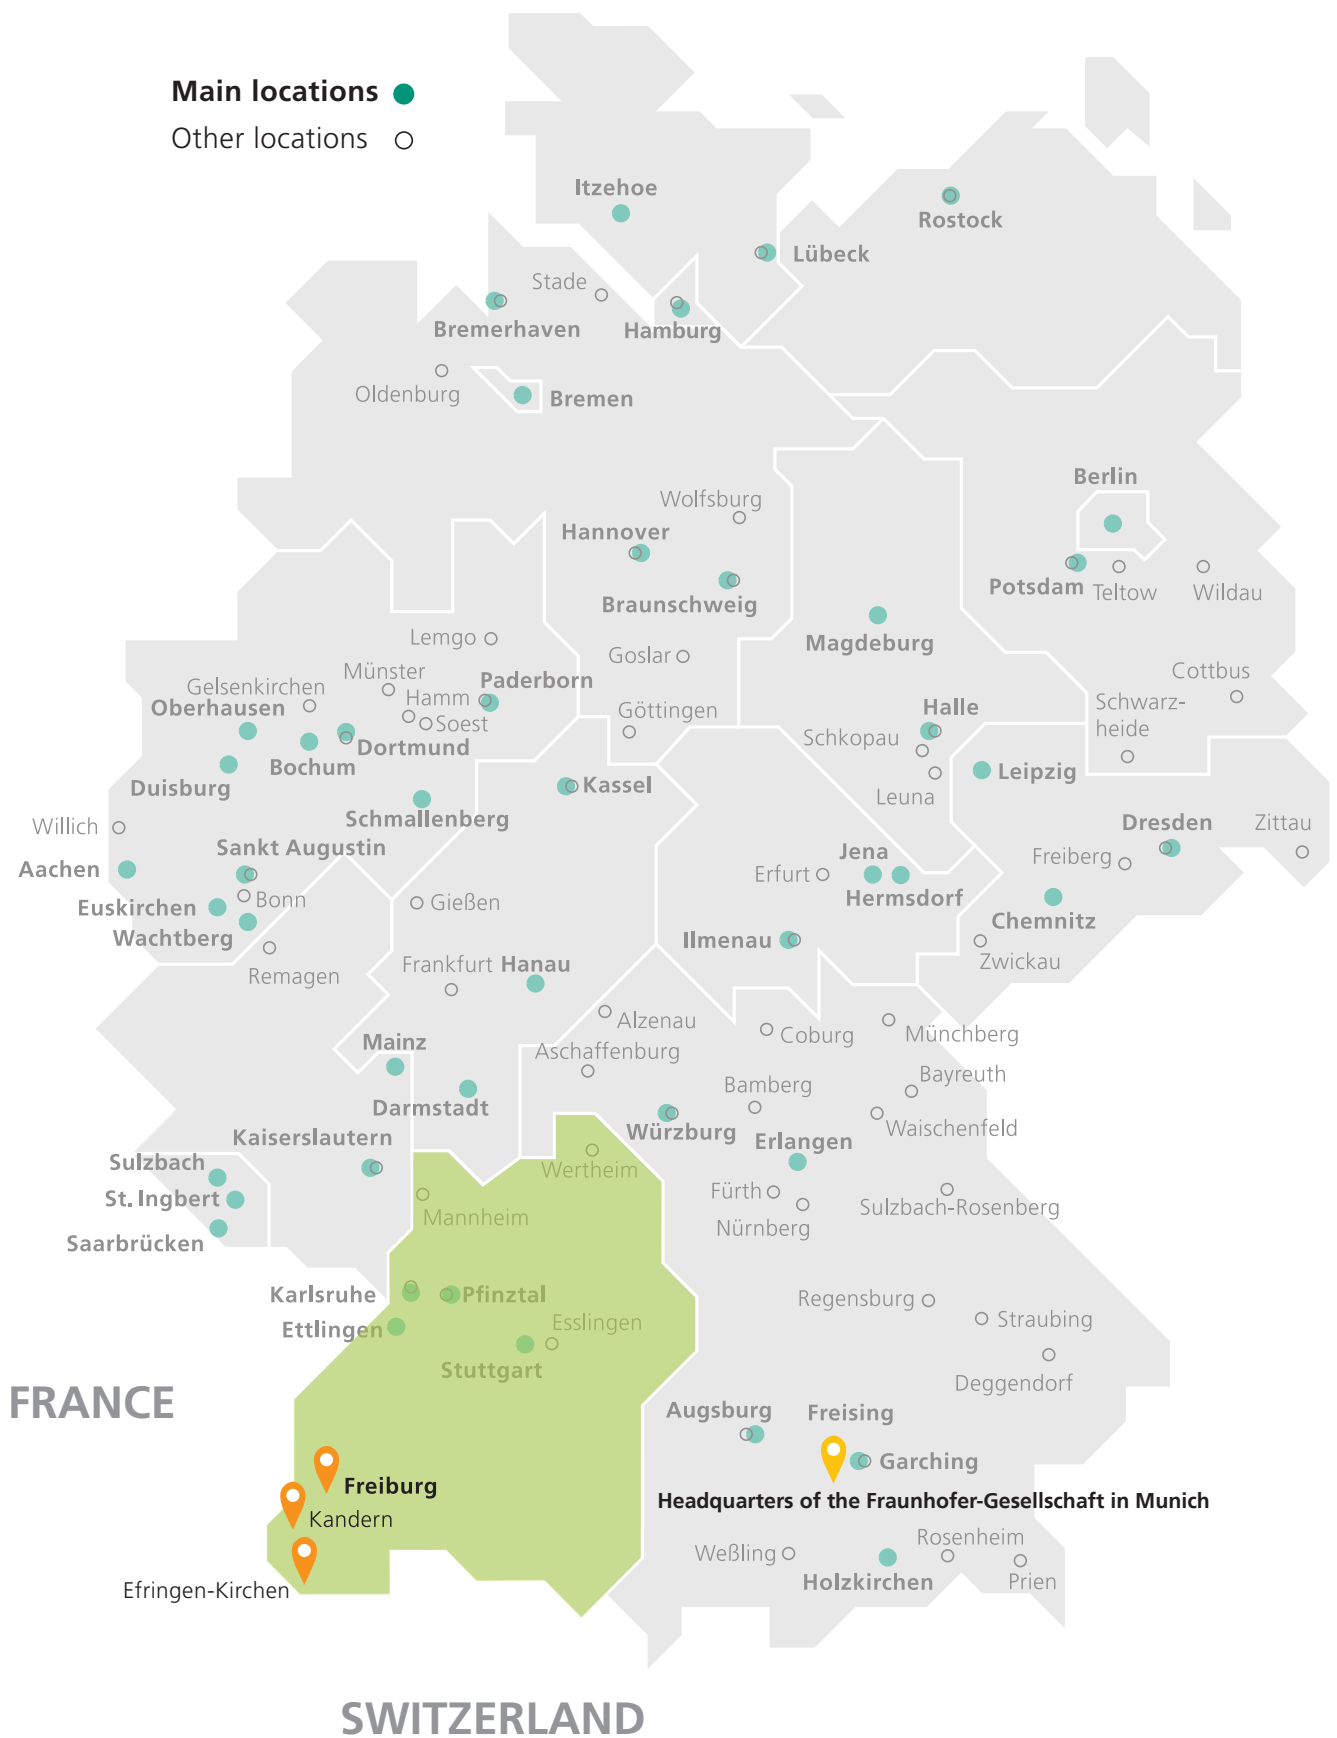 Main locations
Other locations
Itzehoe
Rostock
Lübeck
Stade
Bremerhaven
Hamburg
Oldenburg
Bremen
Berlin
Wolfsburg
Hannover
Potsdam
Teltow
Wildau
Braunschweig
Magdeburg
Lemgo
Goslar
Münster
Cottbus
Gelsenkirchen
Paderborn
Hamm
Schwarz-
heide
Oberhausen
Göttingen
Halle
Soest
Dortmund
Schkopau
Bochum
Leipzig
Duisburg
Kassel
Leuna
Schmallenberg
Willich
Dresden
Zittau
Sankt Augustin
Jena
Freiberg
Aachen
Erfurt
Hermsdorf
Bonn
Gießen
Euskirchen
Chemnitz
Wachtberg
Ilmenau
Zwickau
Frankfurt
Hanau
Remagen
Alzenau
Coburg
Münchberg
Mainz
Aschaffenburg
Bayreuth
Bamberg
Darmstadt
Waischenfeld
Würzburg
Kaiserslautern
Erlangen
Sulzbach
Wertheim
Fürth
St. Ingbert
Sulzbach-Rosenberg
Mannheim
Nürnberg
Saarbrücken
Karlsruhe
Pfinztal
Regensburg
Straubing
Esslingen
Ettlingen
Stuttgart
Deggendorf
FRANCE
Augsburg
Freising
Garching
Freiburg
Headquarters of the Fraunhofer-Gesellschaft in Munich
Kandern
Rosenheim
Weßling
Holzkirchen
Prien
Efringen-Kirchen
SWITZERLAND